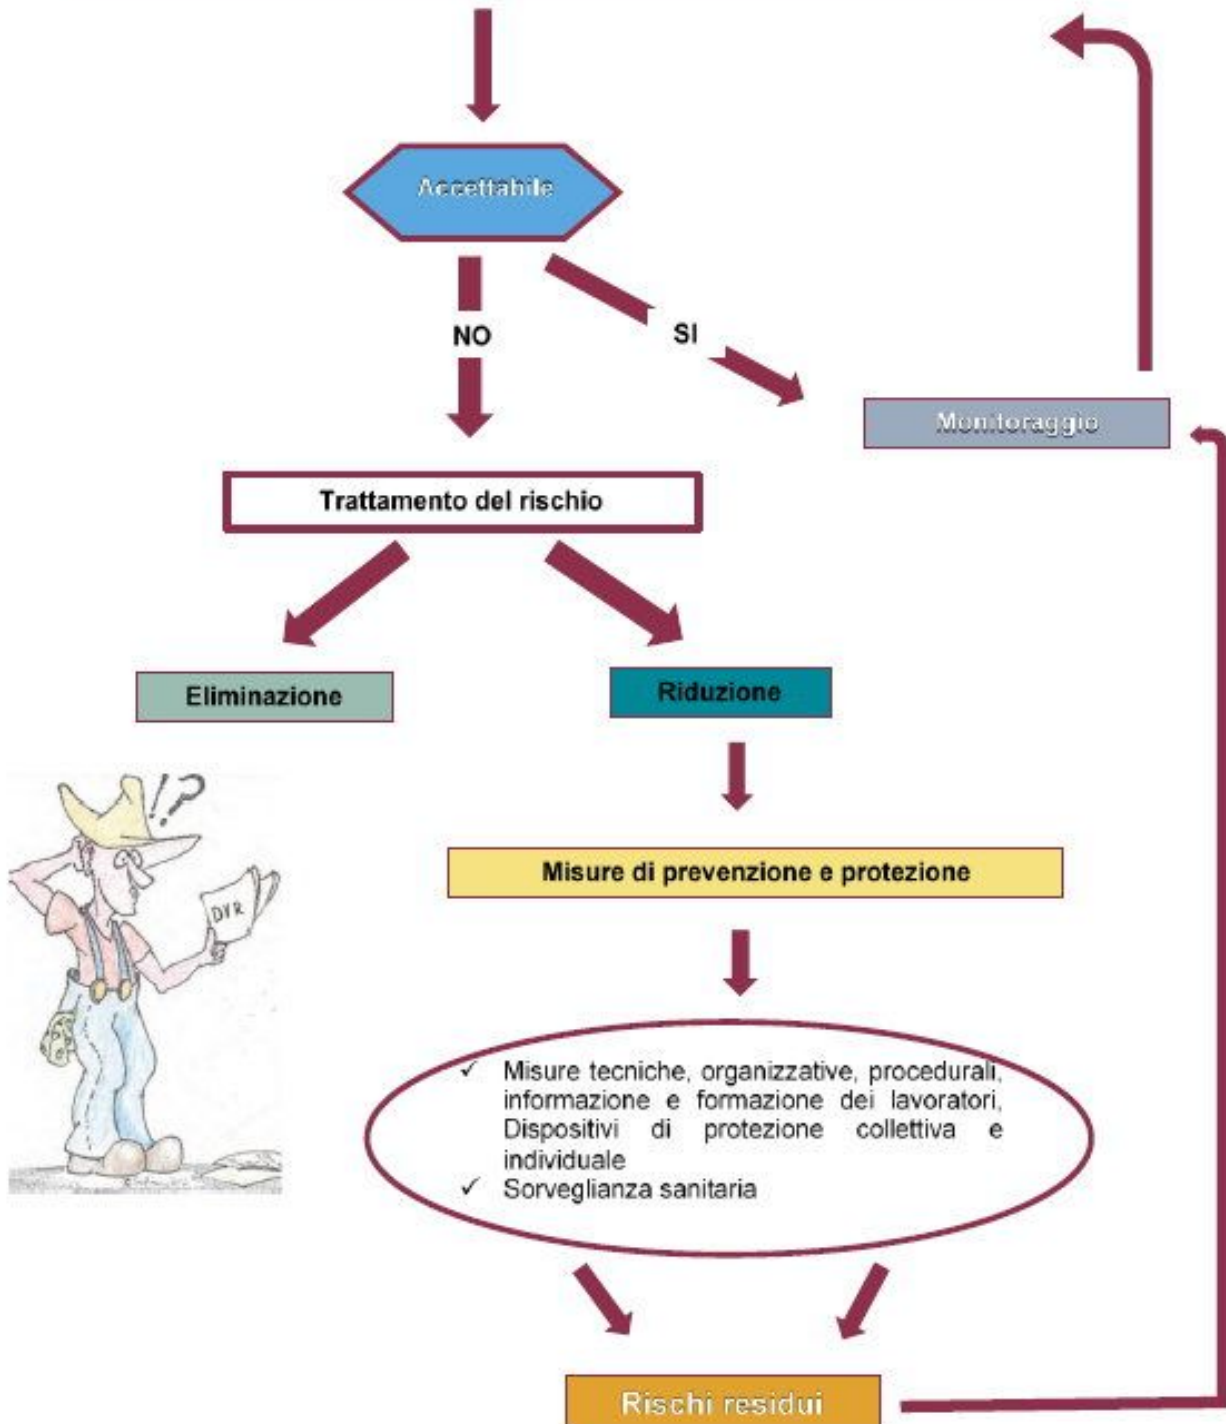 Accettabile
NO
SI
Monitoraggio
Trattamento del rischio
Eliminazione
Riduzione
!?
DVR
Misure di prevenzione e protezione
✓ Misure tecniche, organizzative, procedurali,
informazione e formazione dei lavoratori,
Dispositivi di protezione collettiva e
individuale
✓ Sorveglianza sanitaria
Rischi residui